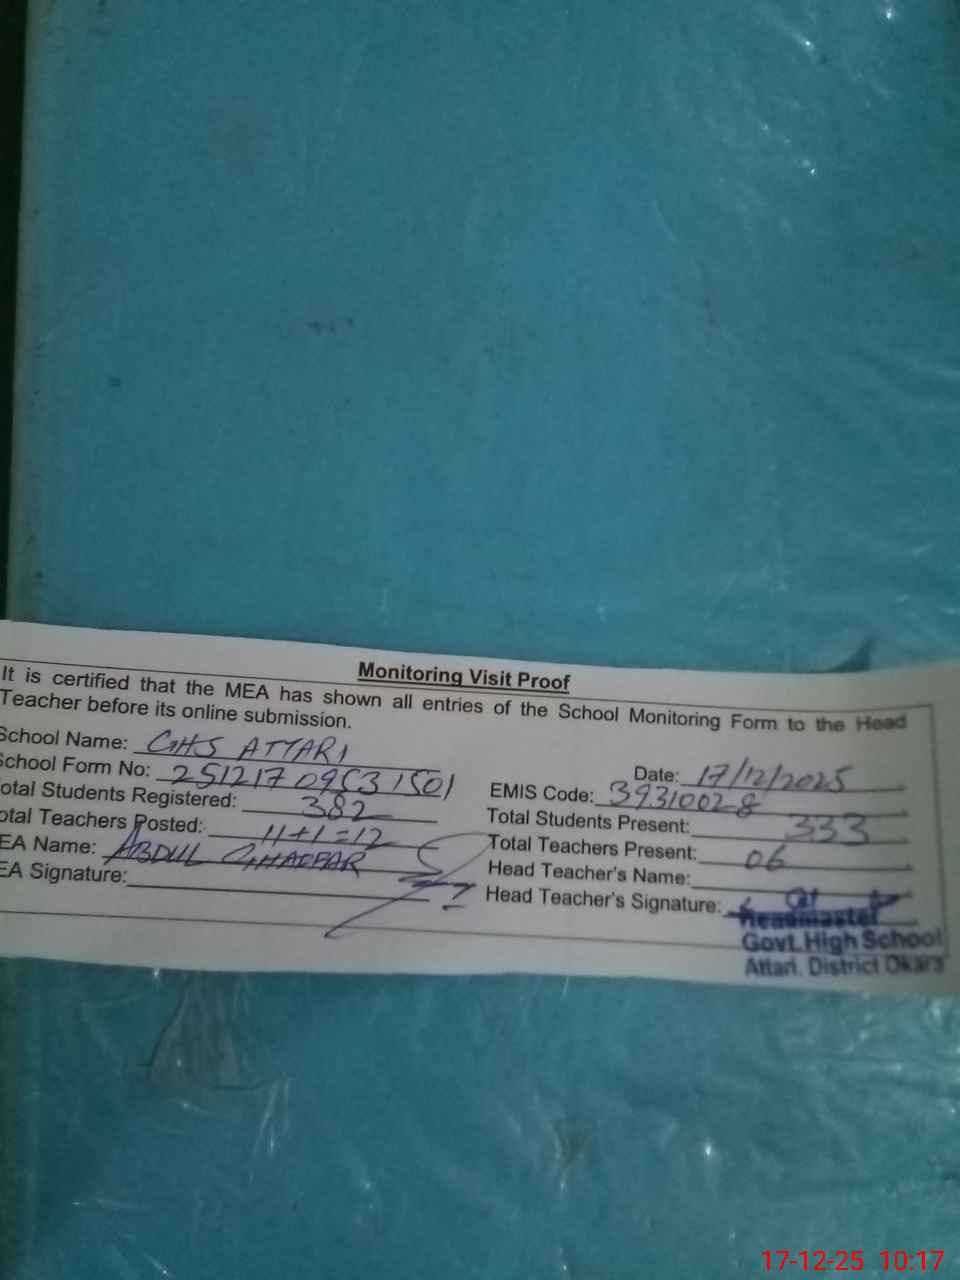 Monitoring Visit Proof
It is certified that the MEA has shown all entries of the School Monitoring Form to the Head
Teacher before its online submission.
School Name: GHS ATTARI
Date: 17/12/2025
School Form No: 25121709531501
EMIS Code: 39310028
Total Students Registered: 382
Total Students Present: 333
Total Teachers Posted: 11+1=12
Total Teachers Present: 06
EA Name: ABDUL GHAFFAR
Head Teacher's Name:
EA Signature:
Head Teacher's Signature:
Headmaster
Govt. High School
Attari, District Okara
17-12-25 10:17